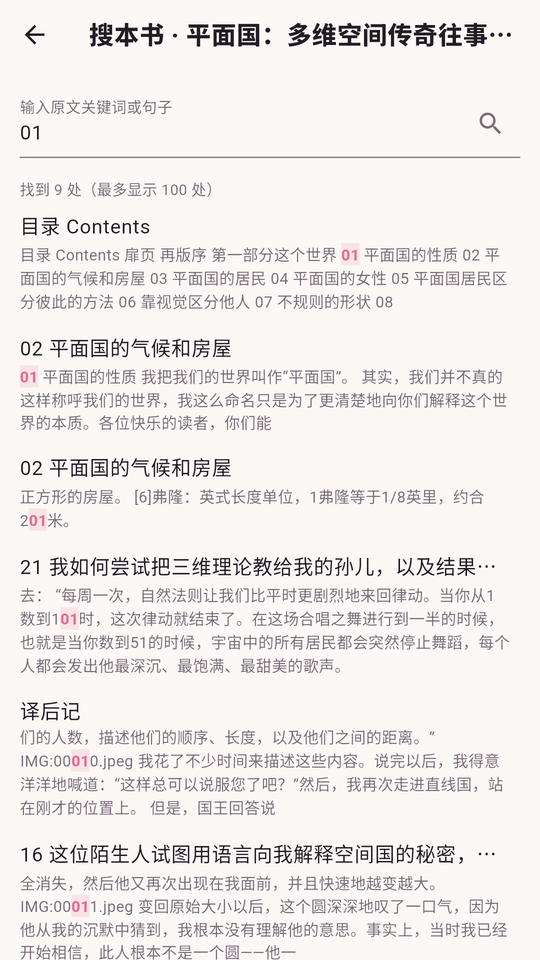 搜本书 · 平面国：多维空间传奇往事…
输入原文关键词或句子
01
找到 9 处（最多显示 100 处）
目录 Contents
目录 Contents 扉页 再版序 第一部分这个世界 01 平面国的性质 02 平
面国的气候和房屋 03 平面国的居民 04 平面国的女性 05 平面国居民区
分彼此的方法 06 靠视觉区分他人 07 不规则的形状 08
02 平面国的气候和房屋
01 平面国的性质 我把我们的世界叫作“平面国”。 其实，我们并不真的
这样称呼我们的世界，我这么命名只是为了更清楚地向你们解释这个世
界的本质。各位快乐的读者，你们能
02 平面国的气候和房屋
正方形的房屋。 [6]弗隆：英式长度单位，1弗隆等于1/8英里，约合
201米。
21 我如何尝试把三维理论教给我的孙儿，以及结果…
去： “每周一次，自然法则让我们比平时更剧烈地来回律动。当你从1
数到101时，这次律动就结束了。在这场合唱之舞进行到一半的时候，
也就是当你数到51的时候，宇宙中的所有居民都会突然停止舞蹈，每个
人都会发出他最深沉、最饱满、最甜美的歌声。
译后记
们的人数，描述他们的顺序、长度，以及他们之间的距离。”
IMG:00010.jpeg 我花了不少时间来描述这些内容。说完以后，我得意
洋洋地喊道：“这样总可以说服您了吧？”然后，我再次走进直线国，站
在刚才的位置上。 但是，国王回答说
16 这位陌生人试图用语言向我解释空间国的秘密，…
全消失，然后他又再次出现在我面前，并且快速地越变越大。
IMG:00011.jpeg 变回原始大小以后，这个圆深深地叹了一口气，因为
他从我的沉默中猜到，我根本没有理解他的意思。事实上，当时我已经
开始相信，此人根本不是一个圆——他一